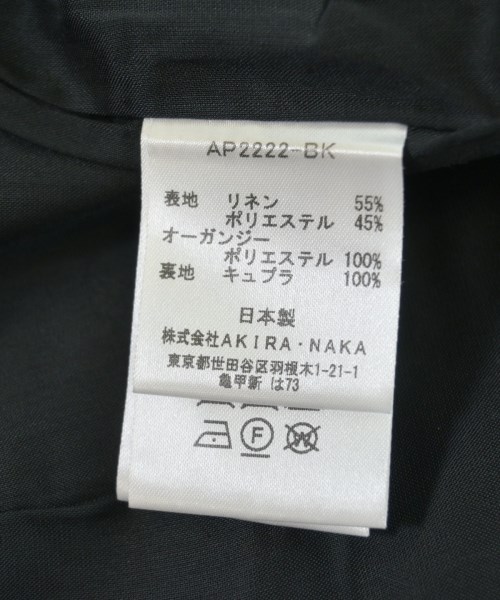 AP2222-BK
表地 リネン 55%
ポリエステル 45%
オーガンジー
ポリエステル 100%
裏地 キュプラ 100%
日本製
株式会社AKIRA・NAKA
東京都世田谷区羽根木1-21-1
亀甲新 は73
F W